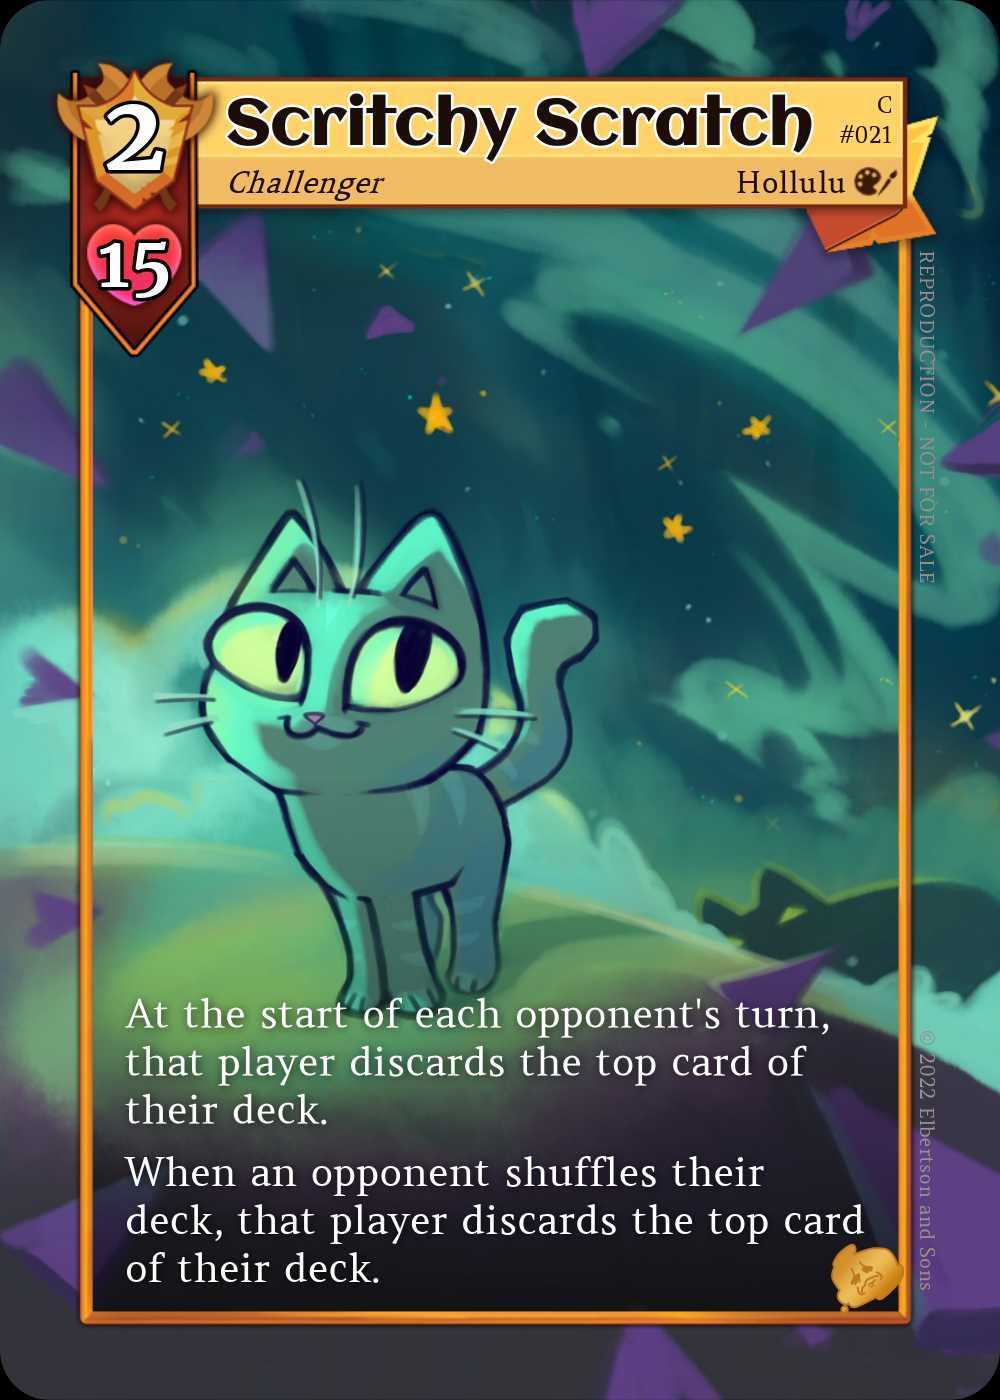 2
Scritchy Scratch
C
#021
Challenger
Hollulu
15
REPRODUCTION - NOT FOR SALE
At the start of each opponent's turn,
that player discards the top card of
their deck.
When an opponent shuffles their
deck, that player discards the top card
of their deck.
© 2022 Elbertson and Sons